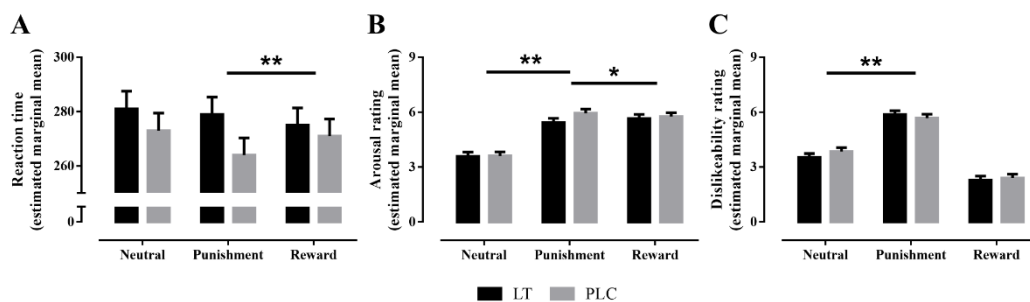 A
Reaction time
(estimated marginal mean)
300
280
260
0
**
Neutral
Punishment
Reward
B
Arousal rating
(estimated marginal mean)
9
6
3
0
**
*
Neutral
Punishment
Reward
C
Dislikeability rating
(estimated marginal mean)
9
6
3
0
**
Neutral
Punishment
Reward
LT
PLC